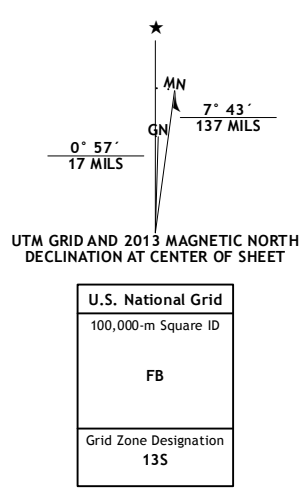 MN
GN
7° 43´
137 MILS
0° 57´
17 MILS
UTM GRID AND 2013 MAGNETIC NORTH
DECLINATION AT CENTER OF SHEET
U.S. National Grid
100,000-m Square ID
FB
Grid Zone Designation
13S